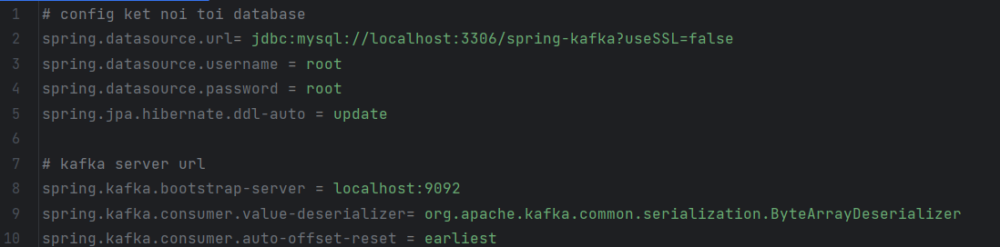 1 # config ket noi toi database
2 spring.datasource.url= jdbc:mysql://localhost:3306/spring-kafka?useSSL=false
3 spring.datasource.username = root
4 spring.datasource.password = root
5 spring.jpa.hibernate.ddl-auto = update
6
7 # kafka server url
8 spring.kafka.bootstrap-server = localhost:9092
9 spring.kafka.consumer.value-deserializer= org.apache.kafka.common.serialization.ByteArrayDeserializer
10 spring.kafka.consumer.auto-offset-reset = earliest